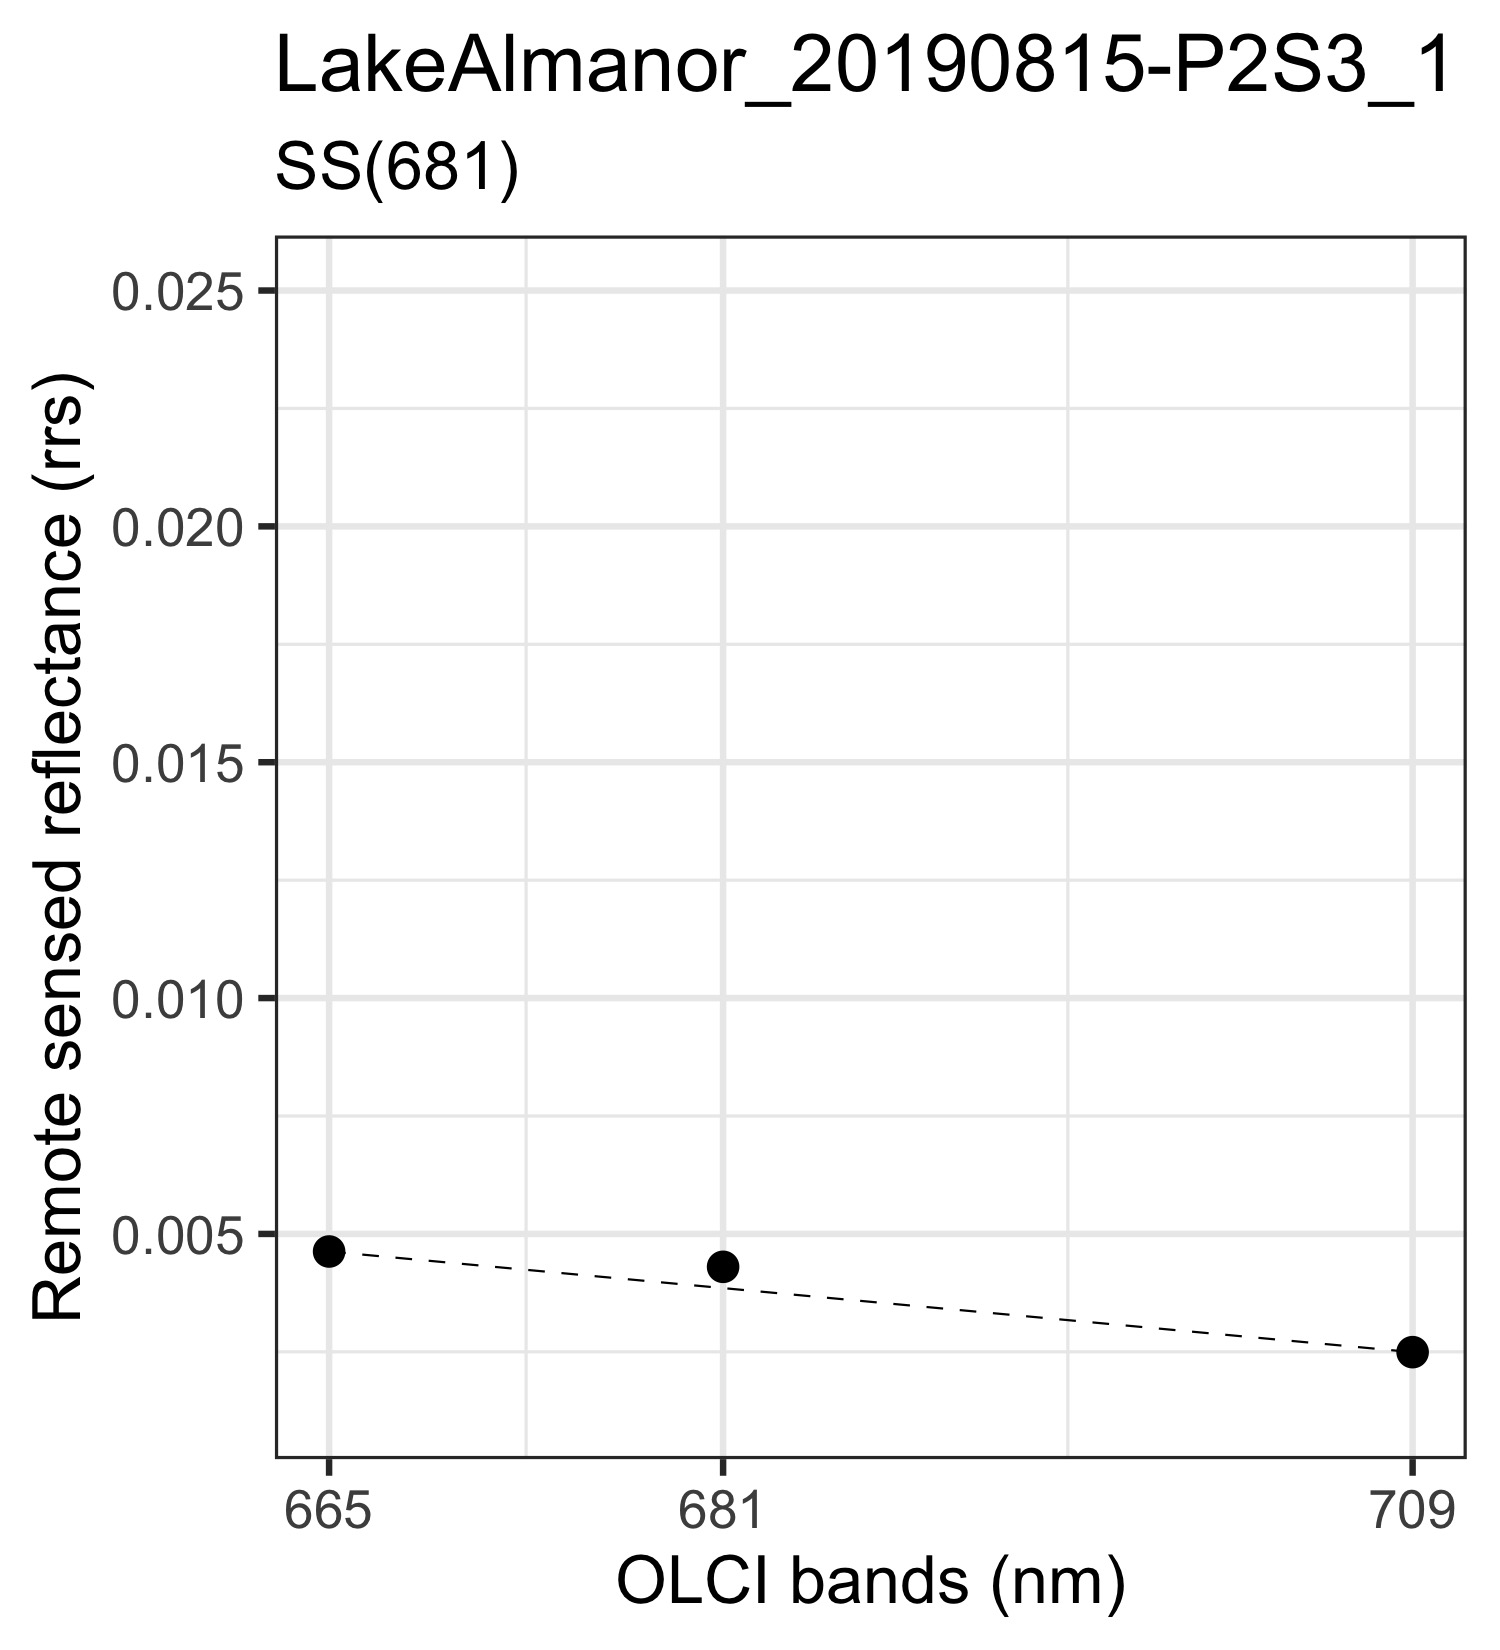 LakeAlmanor_20190815-P2S3_1
SS(681)
Remote sensed reflectance (rrs)
0.025
0.020
0.015
0.010
0.005
665 681 709
OLCI bands (nm)